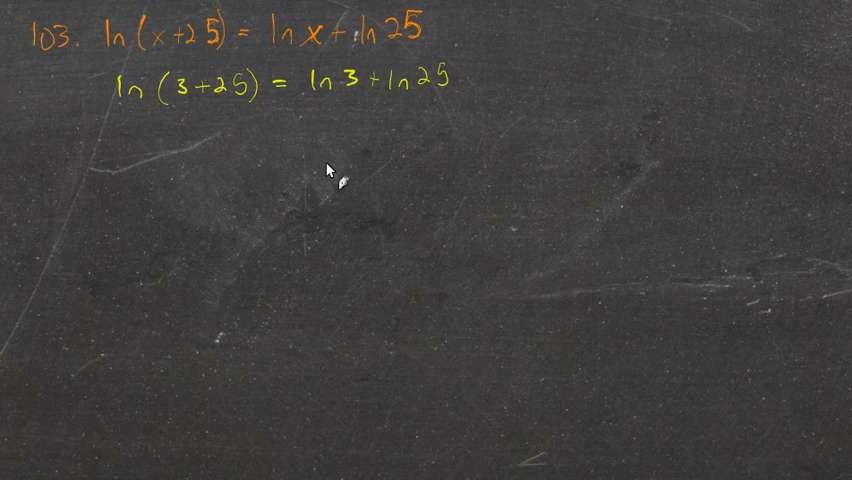 103. ln(x+25) = ln x + ln 25
ln(3+25) = ln 3 + ln 25